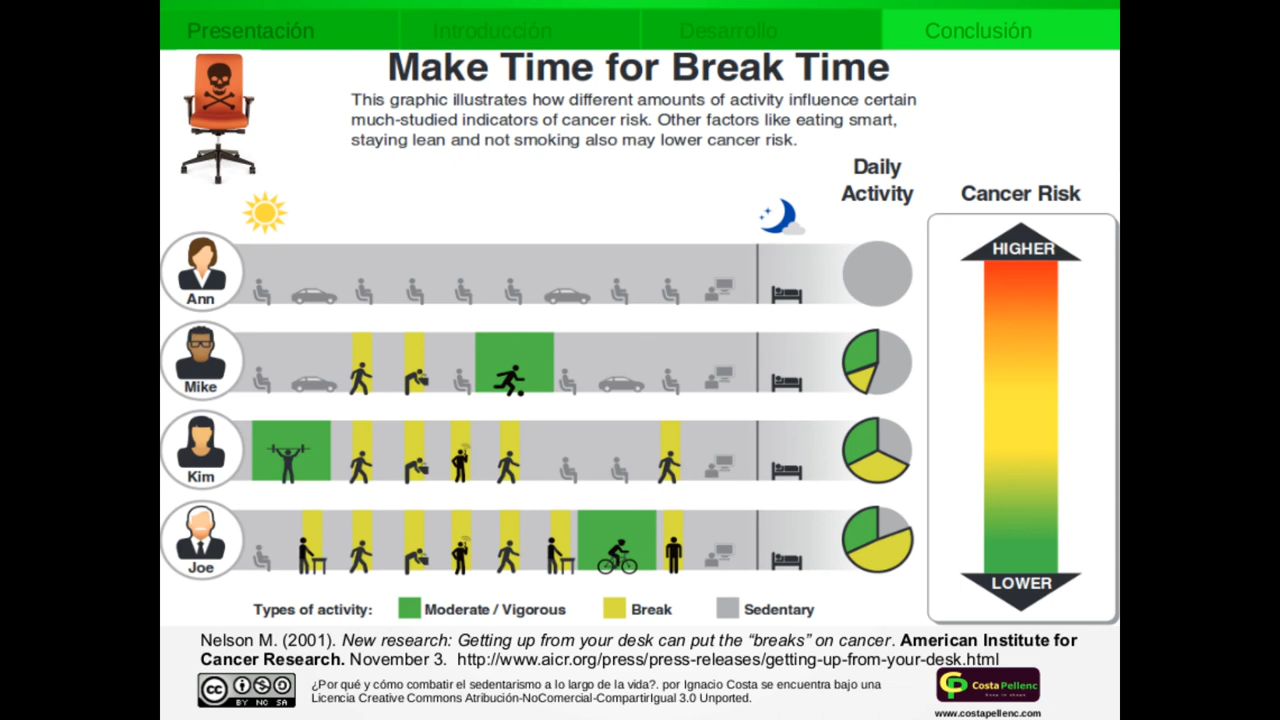 Presentación
Introducción
Desarrollo
Conclusión
Make Time for Break Time
This graphic illustrates how different amounts of activity influence certain
much-studied indicators of cancer risk. Other factors like eating smart,
staying lean and not smoking also may lower cancer risk.
Daily
Activity
Cancer Risk
HIGHER
Ann
Mike
Kim
Joe
LOWER
Types of activity:
Moderate / Vigorous
Break
Sedentary
Nelson M. (2001). New research: Getting up from your desk can put the “breaks” on cancer. American Institute for
Cancer Research. November 3. http://www.aicr.org/press/press-releases/getting-up-from-your-desk.html
cc
BY NC SA
¿Por qué y cómo combatir el sedentarismo a lo largo de la vida?. por Ignacio Costa se encuentra bajo una
Licencia Creative Commons Atribución-NoComercial-CompartirIgual 3.0 Unported.
CP Costa Pellenc
www.costapellenc.com